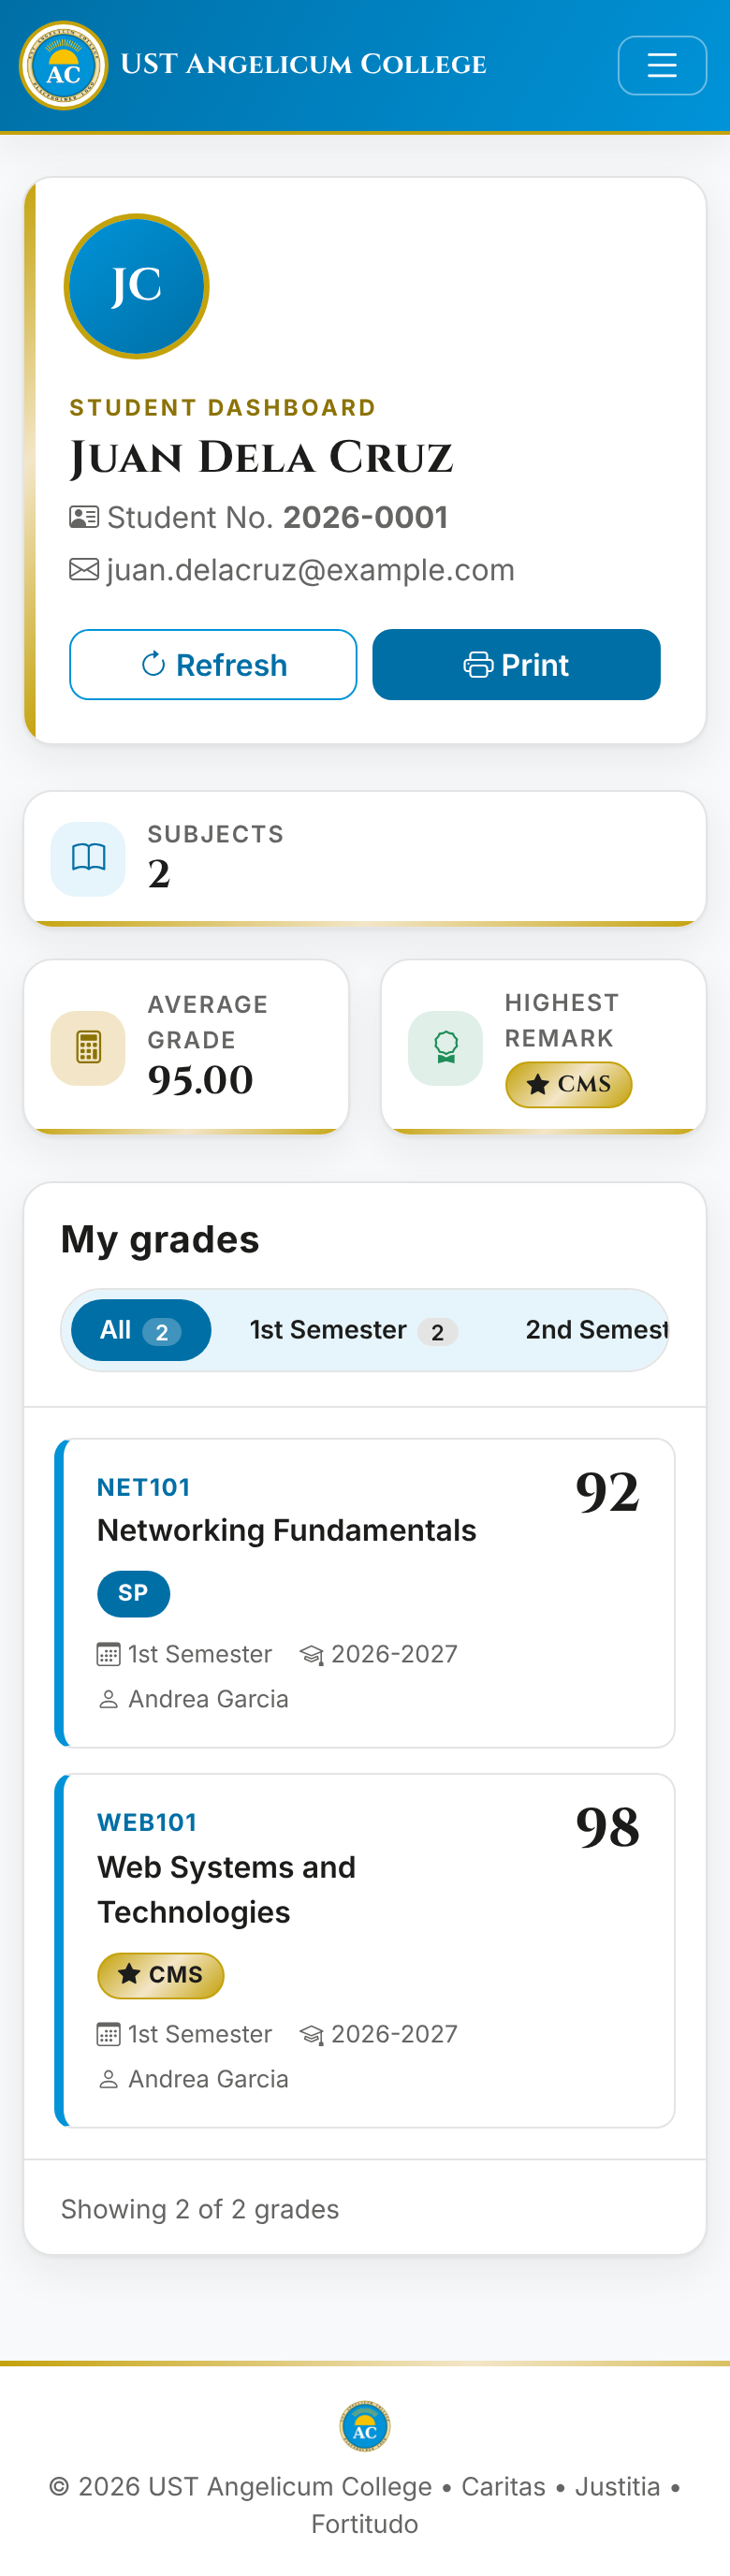 AC
UST Angelicum College
JC
STUDENT DASHBOARD
Juan Dela Cruz
Student No. 2026-0001
juan.delacruz@example.com
Refresh
Print
SUBJECTS
2
AVERAGE
GRADE
95.00
HIGHEST
REMARK
CMS
My grades
All 2
1st Semester 2
2nd Semest
NET101
92
Networking Fundamentals
SP
1st Semester
2026-2027
Andrea Garcia
WEB101
98
Web Systems and
Technologies
CMS
1st Semester
2026-2027
Andrea Garcia
Showing 2 of 2 grades
AC
© 2026 UST Angelicum College • Caritas • Justitia •
Fortitudo